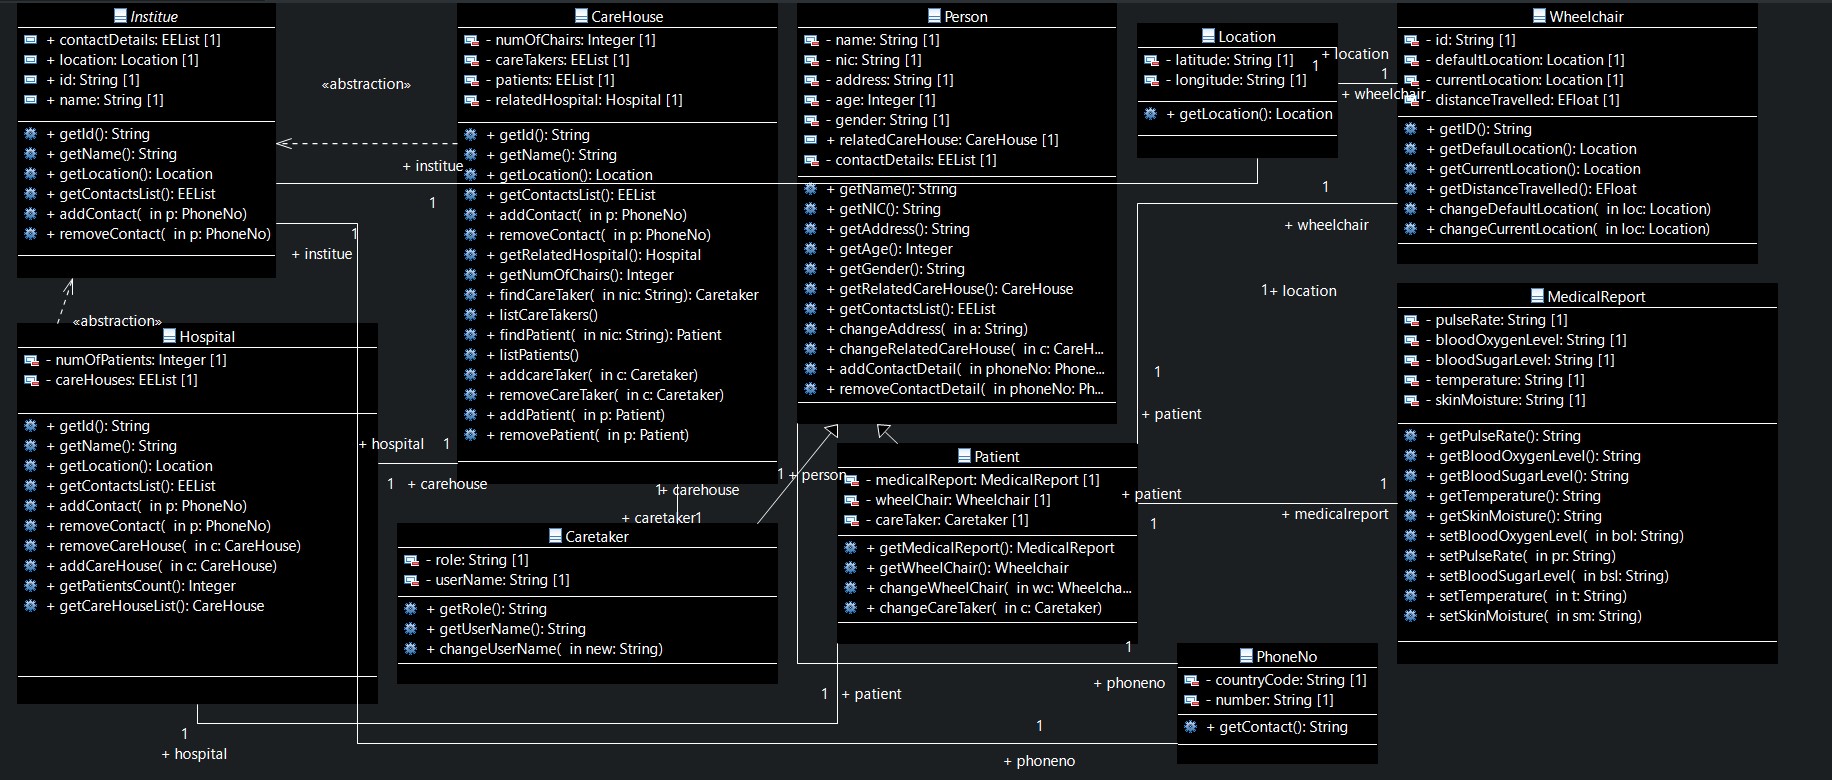 Institue
+ contactDetails: EEList [1]
+ location: Location [1]
+ id: String [1]
+ name: String [1]
+ getId(): String
+ getName(): String
+ getLocation(): Location
+ getContactsList(): EEList
+ addContact( in p: PhoneNo)
+ removeContact( in p: PhoneNo)
«abstraction»
+ institue
1
1
+ institue
«abstraction»
CareHouse
- numOfChairs: Integer [1]
- careTakers: EEList [1]
- patients: EEList [1]
- relatedHospital: Hospital [1]
+ getId(): String
+ getName(): String
+ getLocation(): Location
+ getContactsList(): EEList
+ addContact( in p: PhoneNo)
+ removeContact( in p: PhoneNo)
+ getRelatedHospital(): Hospital
+ getNumOfChairs(): Integer
+ findCareTaker( in nic: String): Caretaker
+ listCareTakers()
+ findPatient( in nic: String): Patient
+ listPatients()
+ addcareTaker( in c: Caretaker)
+ removeCareTaker( in c: Caretaker)
+ addPatient( in p: Patient)
+ removePatient( in p: Patient)
Person
- name: String [1]
- nic: String [1]
- address: String [1]
- age: Integer [1]
- gender: String [1]
+ relatedCareHouse: CareHouse [1]
- contactDetails: EEList [1]
+ getName(): String
+ getNIC(): String
+ getAddress(): String
+ getAge(): Integer
+ getGender(): String
+ getRelatedCareHouse(): CareHouse
+ getContactsList(): EEList
+ changeAddress( in a: String)
+ changeRelatedCareHouse( in c: CareH...
+ addContactDetail( in phoneNo: Phone...
+ removeContactDetail( in phoneNo: Ph...
Location
- latitude: String [1]
- longitude: String [1]
+ getLocation(): Location
1
+ location
1
+ wheelchair
Wheelchair
- id: String [1]
- defaultLocation: Location [1]
- currentLocation: Location [1]
- distanceTravelled: EFloat [1]
+ getID(): String
+ getDefaulLocation(): Location
+ getCurrentLocation(): Location
+ getDistanceTravelled(): EFloat
+ changeDefaultLocation( in loc: Location)
+ changeCurrentLocation( in loc: Location)
1
+ wheelchair
1+ location
1
+ patient
Hospital
- numOfPatients: Integer [1]
- careHouses: EEList [1]
+ getId(): String
+ getName(): String
+ getLocation(): Location
+ getContactsList(): EEList
+ addContact( in p: PhoneNo)
+ removeContact( in p: PhoneNo)
+ removeCareHouse( in c: CareHouse)
+ addCareHouse( in c: CareHouse)
+ getPatientsCount(): Integer
+ getCareHouseList(): CareHouse
+ hospital
1
1
+ carehouse
1+ carehouse
+ caretaker1
1
+ person
Caretaker
- role: String [1]
- userName: String [1]
+ getRole(): String
+ getUserName(): String
+ changeUserName( in new: String)
Patient
- medicalReport: MedicalReport [1]
- wheelChair: Wheelchair [1]
- careTaker: Caretaker [1]
+ getMedicalReport(): MedicalReport
+ getWheelChair(): Wheelchair
+ changeWheelChair( in wc: Wheelcha...
+ changeCareTaker( in c: Caretaker)
+ patient
1
1
+ medicalreport
MedicalReport
- pulseRate: String [1]
- bloodOxygenLevel: String [1]
- bloodSugarLevel: String [1]
- temperature: String [1]
- skinMoisture: String [1]
+ getPulseRate(): String
+ getBloodOxygenLevel(): String
+ getBloodSugarLevel(): String
+ getTemperature(): String
+ getSkinMoisture(): String
+ setBloodOxygenLevel( in bol: String)
+ setPulseRate( in pr: String)
+ setBloodSugarLevel( in bsl: String)
+ setTemperature( in t: String)
+ setSkinMoisture( in sm: String)
1
+ phoneno
PhoneNo
- countryCode: String [1]
- number: String [1]
+ getContact(): String
1
+ patient
1
+ hospital
1
+ phoneno